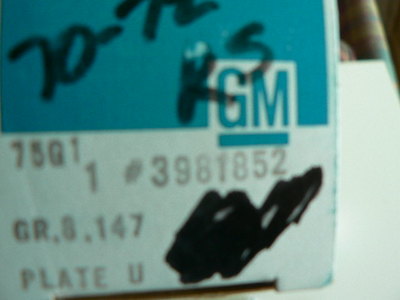 70-72
RS
GM
75G1
1 #3981852
GR.8.147
PLATE U